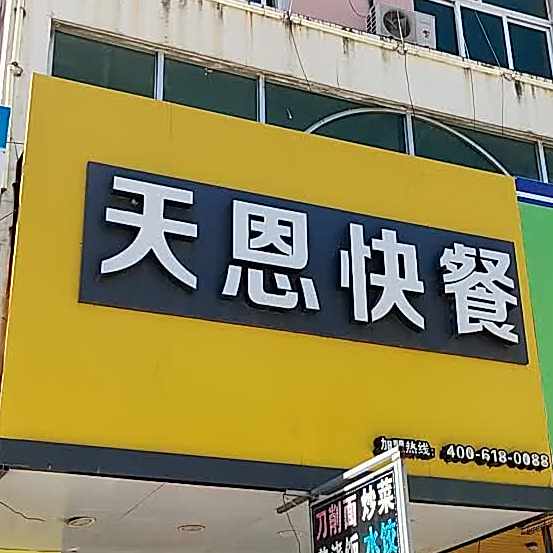 天恩快餐
加盟热线：400-618-0088
刀削面 炒菜
水饺